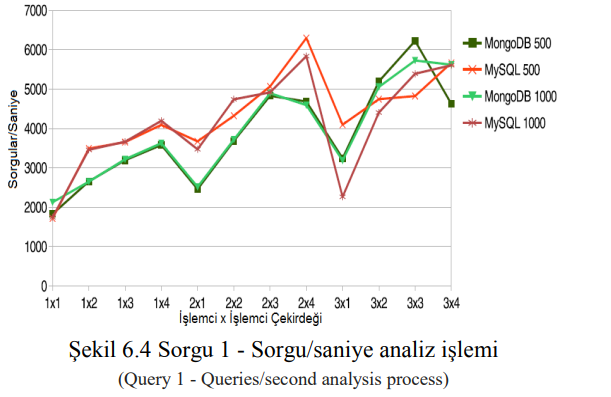 7000
6000
5000
4000
3000
2000
1000
0
Sorgular/Saniye
1x1 1x2 1x3 1x4 2x1 2x2 2x3 2x4 3x1 3x2 3x3 3x4
İşlemci x İşlemci Çekirdeği
MongoDB 500
MySQL 500
MongoDB 1000
MySQL 1000
Şekil 6.4 Sorgu 1 - Sorgu/saniye analiz işlemi
(Query 1 - Queries/second analysis process)